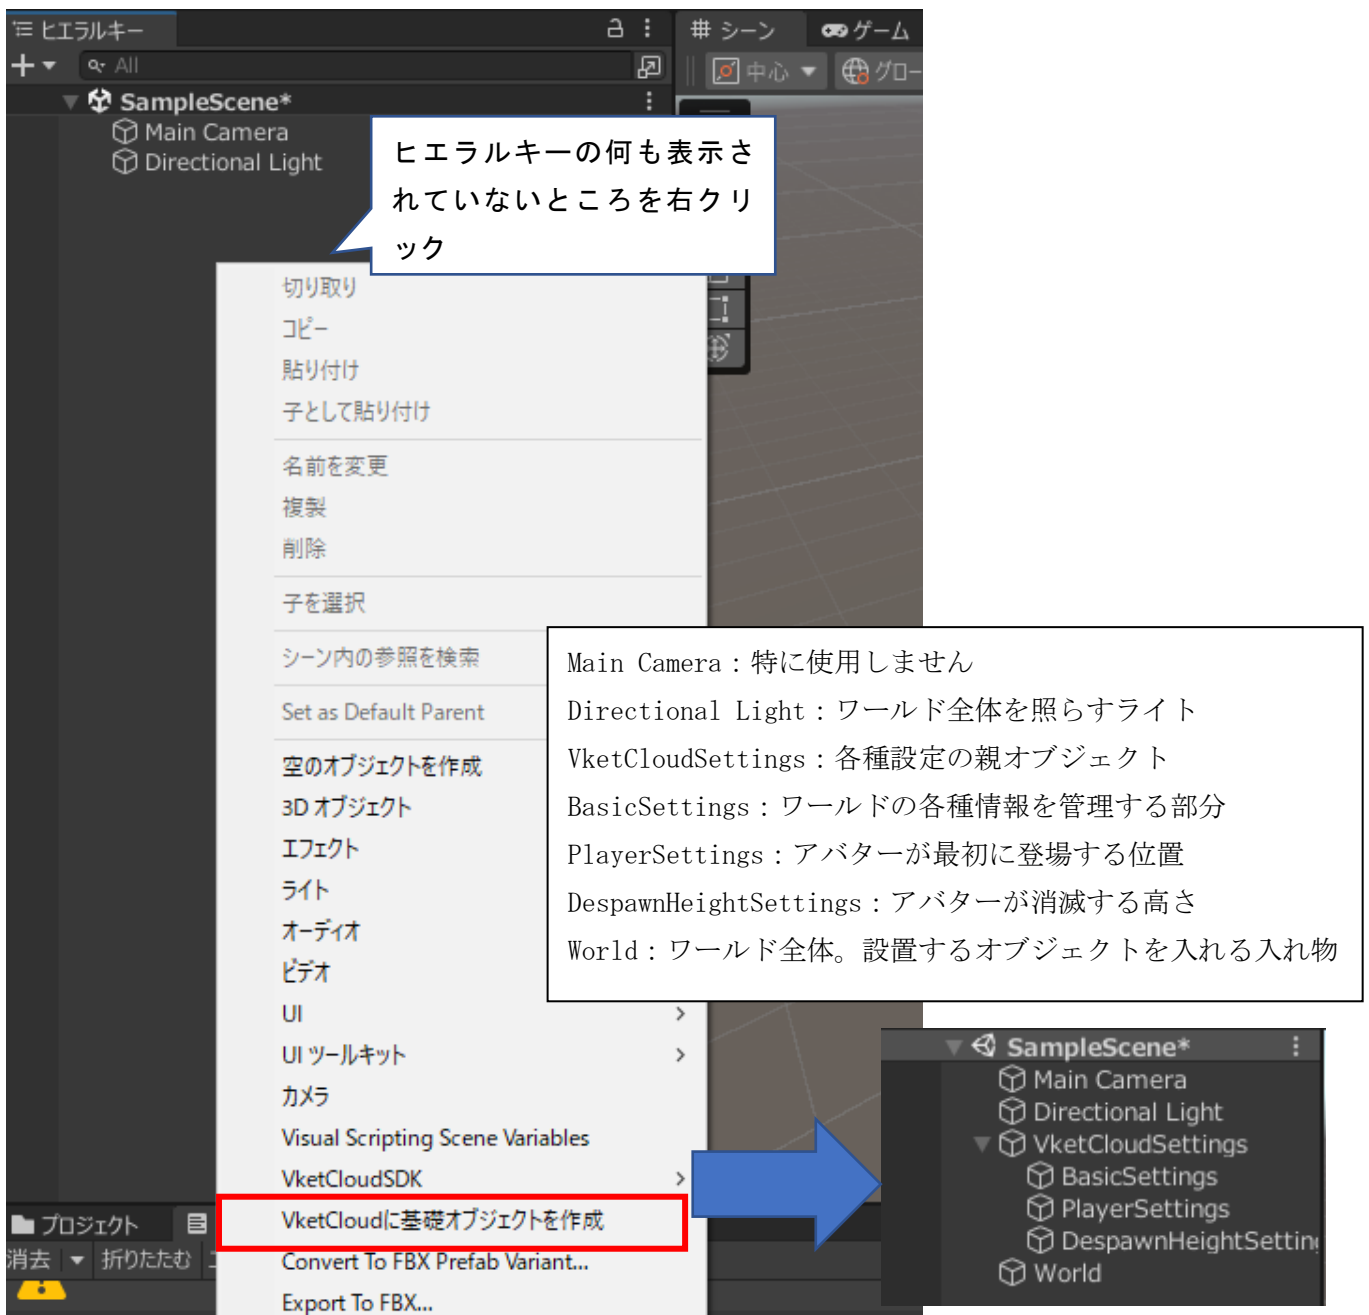 ヒエラルキー
シーン
ゲーム
All
中心
グロー
SampleScene*
Main Camera
Directional Light
ヒエラルキーの何も表示さ
れていないところを右クリ
ック
切り取り
コピー
貼り付け
子として貼り付け
名前を変更
複製
削除
子を選択
シーン内の参照を検索
Set as Default Parent
空のオブジェクトを作成
3D オブジェクト
エフェクト
ライト
オーディオ
ビデオ
UI
UI ツールキット
カメラ
Visual Scripting Scene Variables
VketCloudSDK
VketCloudに基礎オブジェクトを作成
Convert To FBX Prefab Variant...
Export To FBX...
Main Camera：特に使用しません
Directional Light：ワールド全体を照らすライト
VketCloudSettings：各種設定の親オブジェクト
BasicSettings：ワールドの各種情報を管理する部分
PlayerSettings：アバターが最初に登場する位置
DespawnHeightSettings：アバターが消滅する高さ
World：ワールド全体。設置するオブジェクトを入れる入れ物
SampleScene*
Main Camera
Directional Light
VketCloudSettings
BasicSettings
PlayerSettings
DespawnHeightSettin
World
プロジェクト
消去
折りたたむ